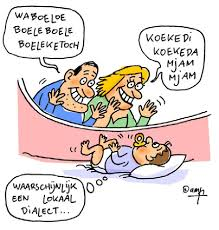 WABOELOE
BOELEBOELE
BOELEKETOCH
KOEKEDI
KOEKEDA
MJAM
MJAM
WAARSCHIJNLIJK
EEN LOKAAL
DIALECT...